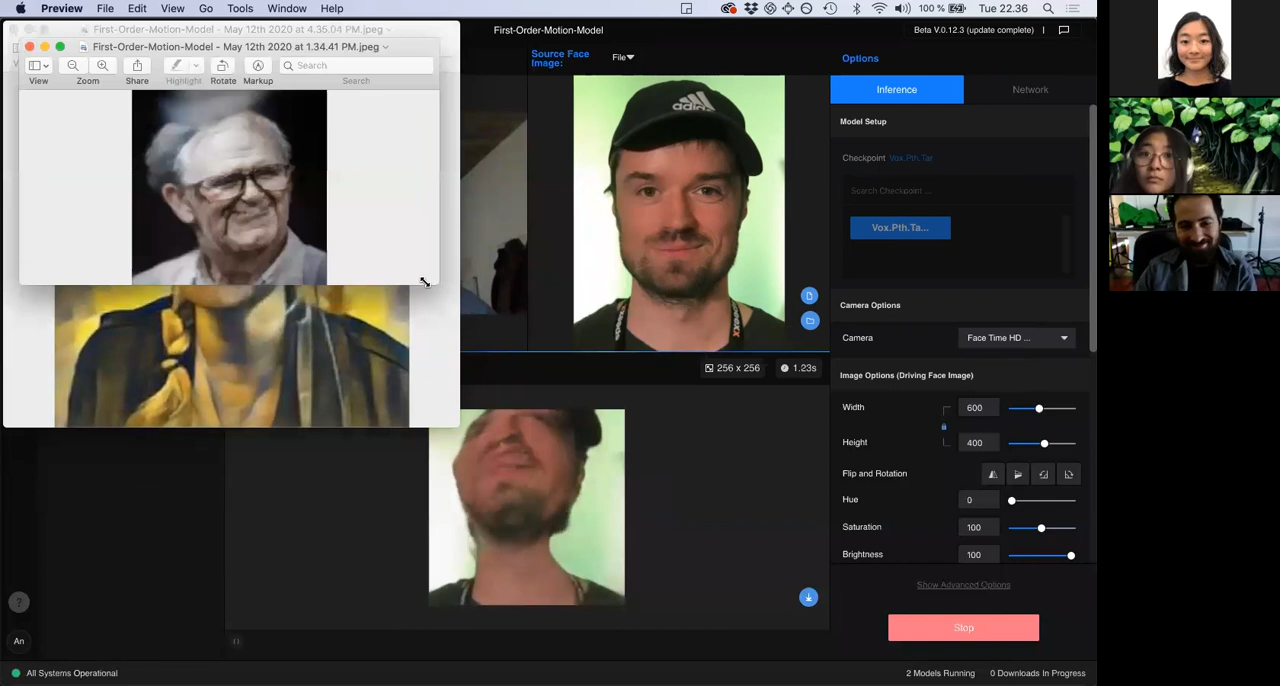 Preview File Edit View Go Tools Window Help
100 % Tue 22.36
First-Order-Motion-Model - May 12th 2020 at 4.35.04 PM.jpeg
First-Order-Motion-Model
Beta V.0.12.3 (update complete)
First-Order-Motion-Model - May 12th 2020 at 1.34.41 PM.jpeg
Source Face Image:
File
Options
Search
View Zoom Share Highlight Rotate Markup Search
Inference Network
adidas
Model Setup
Checkpoint Vox.Pth.Tar
Search Checkpoint ...
Vox.Pth.Ta...
Camera Options
Camera Face Time HD ...
256 x 256 1.23s
Image Options (Driving Face Image)
Width 600
Height 400
Flip and Rotation
Hue 0
Saturation 100
Brightness 100
Show Advanced Options
?
An
()
Stop
All Systems Operational
2 Models Running 0 Downloads In Progress